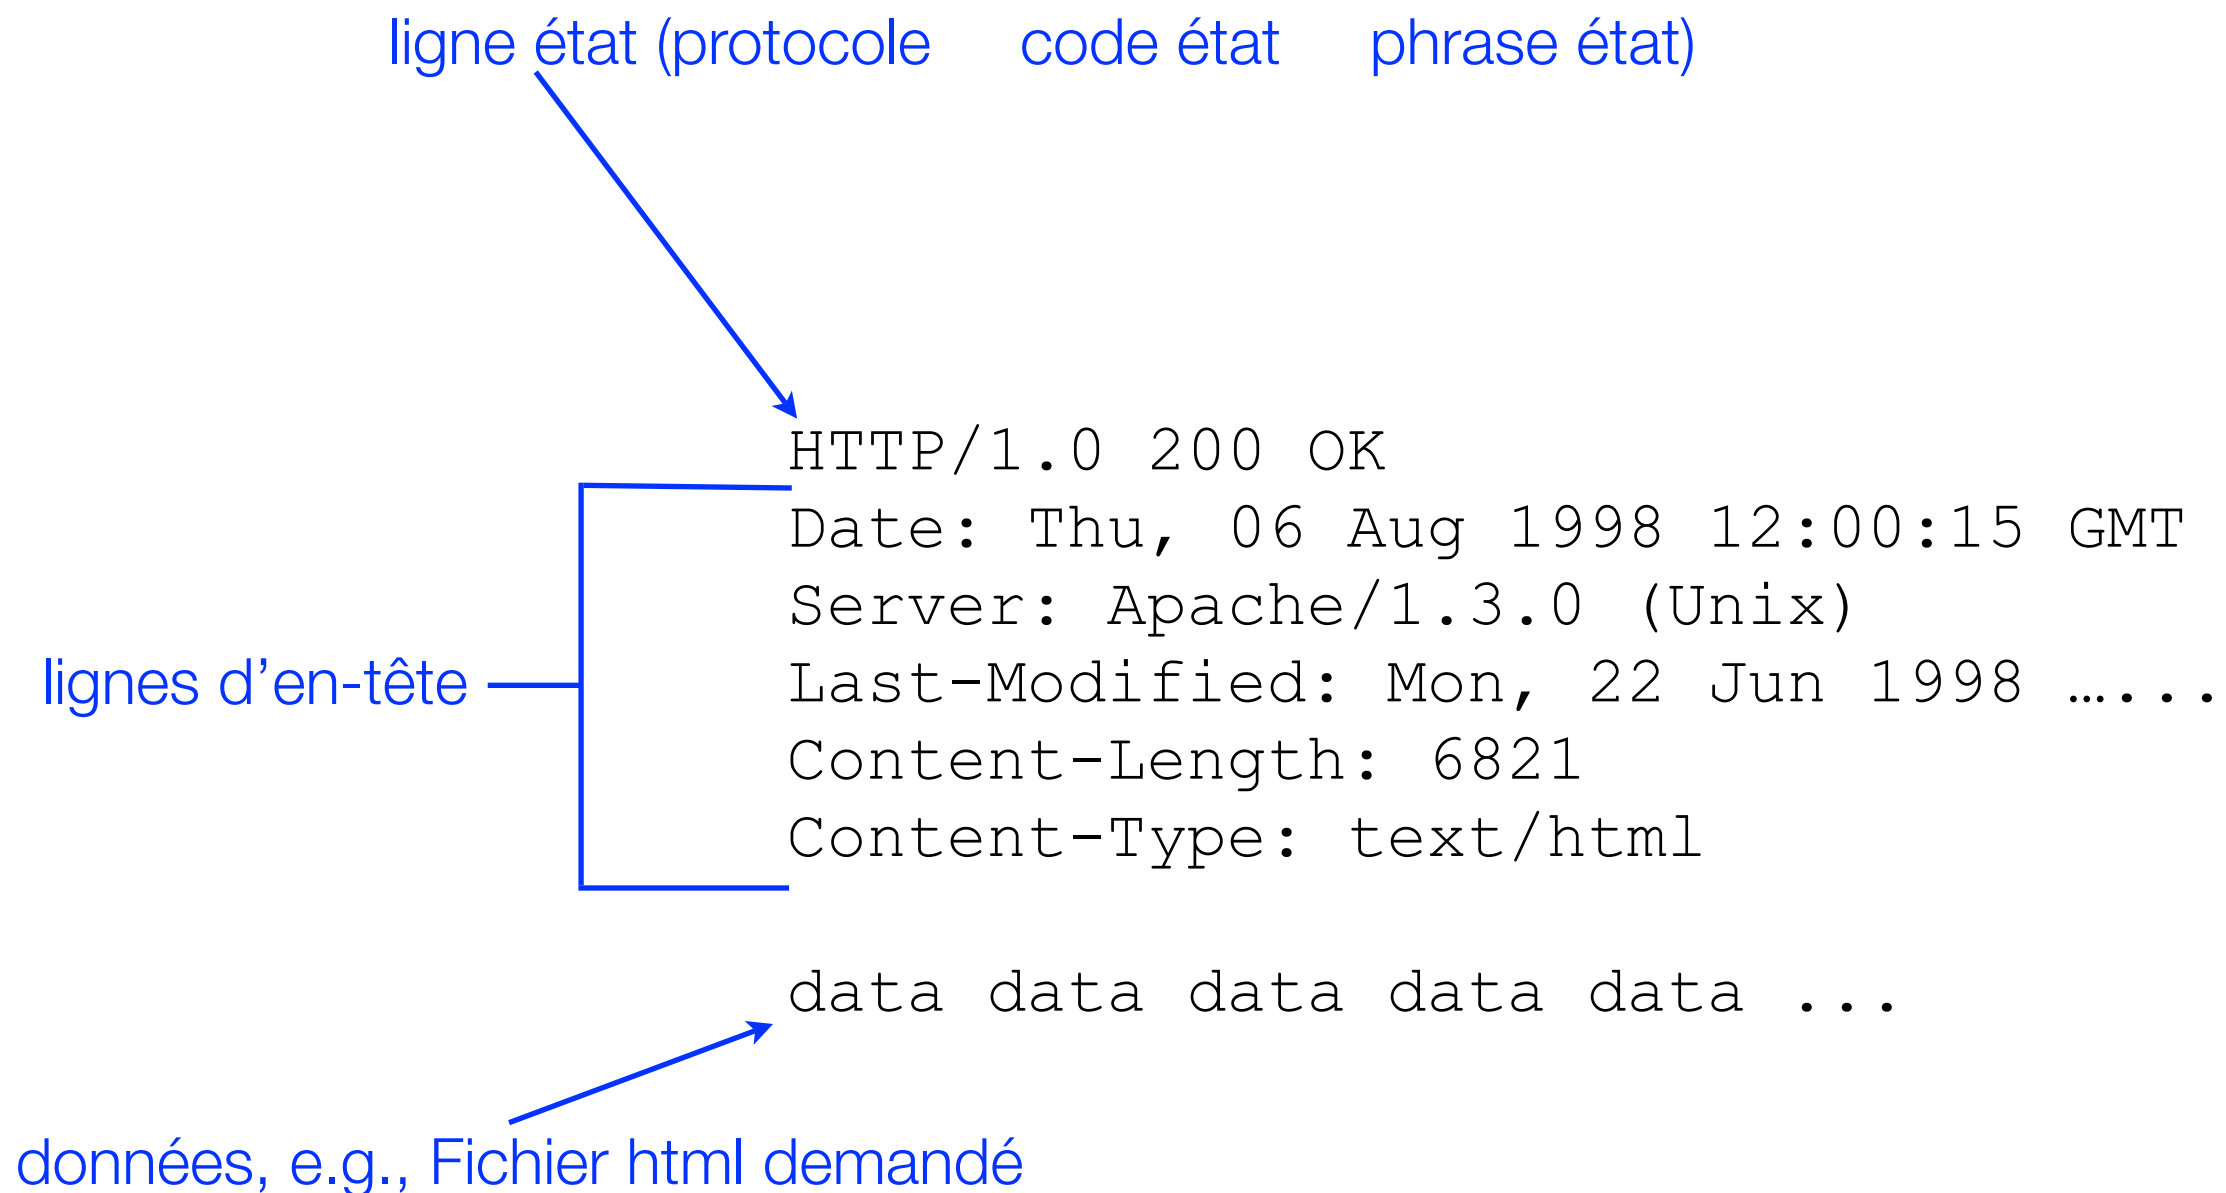 ligne état (protocole code état phrase état)
HTTP/1.0 200 OK
Date: Thu, 06 Aug 1998 12:00:15 GMT
Server: Apache/1.3.0 (Unix)
Last-Modified: Mon, 22 Jun 1998 …...
lignes d’en-tête
Content-Length: 6821
Content-Type: text/html
data data data data data ...
données, e.g., Fichier html demandé